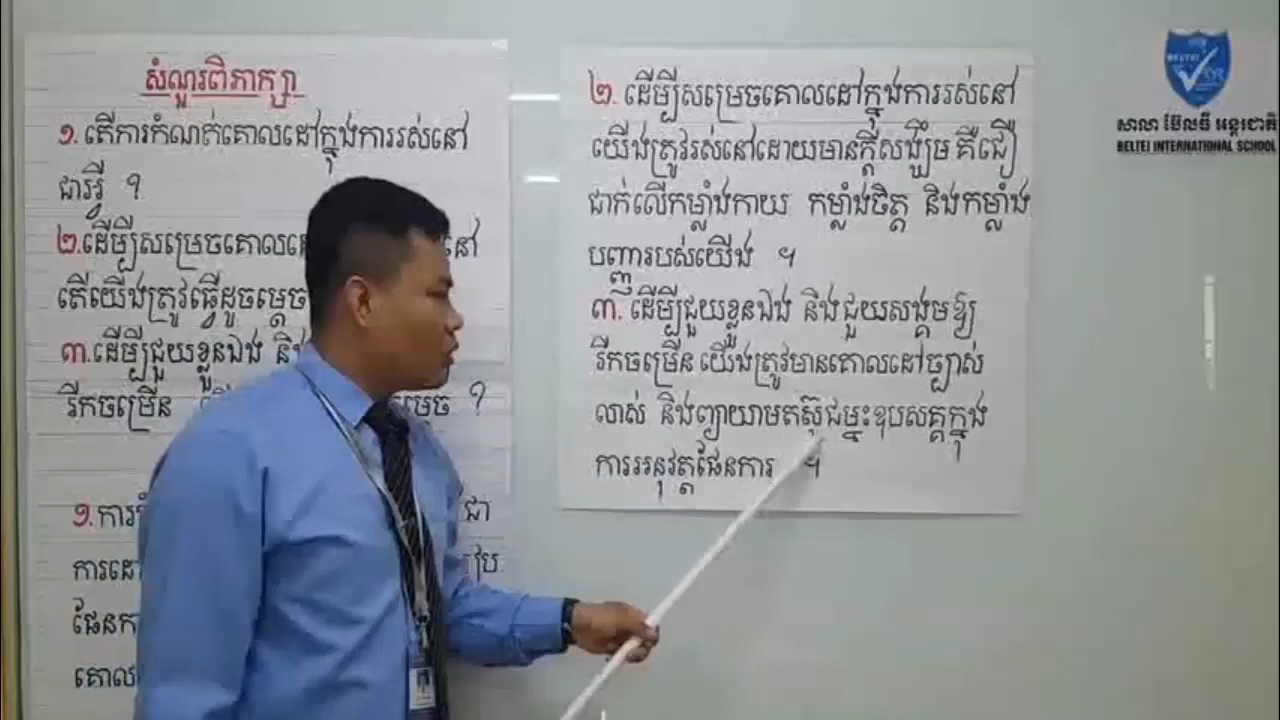 សំណួរពិភាក្សា
១. តើការកំណត់គោលដៅក្នុងការរស់នៅ
ជាអ្វី ?
២.ដើម្បីសម្រេចគោលដៅ នៅ
តើយើងត្រូវធ្វើដូចម្តេច
៣.ដើម្បីជួយខ្លួនឯង និង
រីកចម្រើន ?
១. ការ ជា
ការ
ផែនការ
គោល
២. ដើម្បីសម្រេចគោលដៅក្នុងការរស់នៅ
យើងត្រូវរស់នៅដោយមានក្តីសង្ឃឹម គឺជឿ
ជាក់លើកម្លាំងកាយ កម្លាំងចិត្ត និងកម្លាំង
បញ្ញារបស់យើង ។
៣. ដើម្បីជួយខ្លួនឯង និងជួយសង្គមឱ្យ
រីកចម្រើន យើងត្រូវមានគោលដៅច្បាស់
លាស់ និងព្យាយាមតស៊ូជម្នះឧបសគ្គក្នុង
ការអនុវត្តផែនការ ។
សាលា ប៊ែលធី អន្តរជាតិ
BELTEI INTERNATIONAL SCHOOL